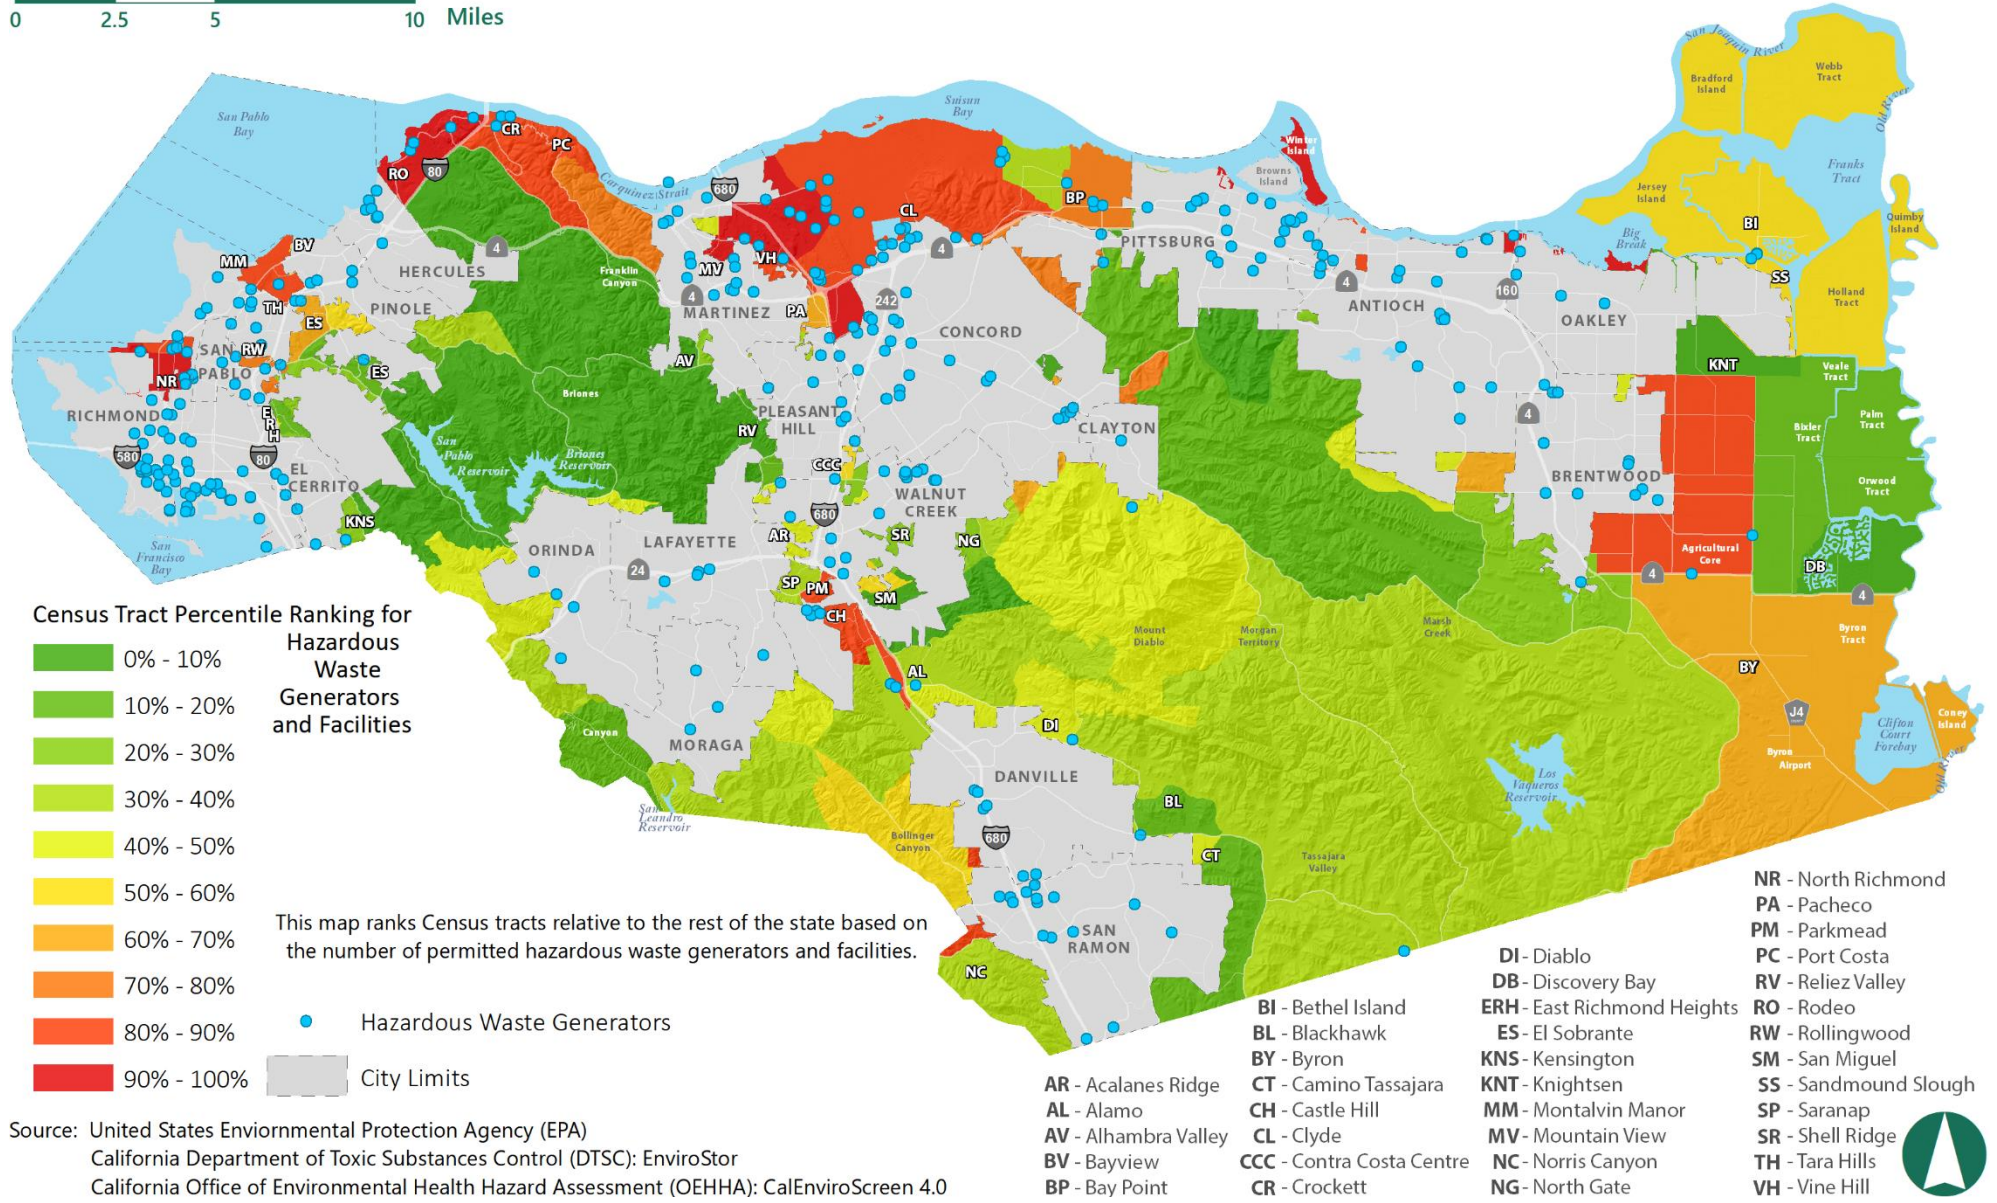 0 2.5 5 10 Miles
San Joaquin River
Bradford
Island
Webb
Tract
Old River
San Pablo
Bay
Suisun
Bay
CR
PC
RO
80
Carquinez Strait
680
Winter
Island
Browns
Island
Franks
Tract
Jersey
Island
BI
Quimby
Island
BP
CL
4
PITTSBURG
Big
Break
BV
MM
4
HERCULES
Franklin
Canyon
MV
VH
SS
TH
PINOLE
ES
4
MARTINEZ
PA
242
CONCORD
4
ANTIOCH
160
OAKLEY
Holland
Tract
SAN
PABLO
RW
NR
ES
AV
Briones
KNT
Veale
Tract
RICHMOND
E
R
H
PLEASANT
HILL
RV
CLAYTON
4
Palm
Tract
Bixler
Tract
580
80
San
Pablo
Reservoir
Briones
Reservoir
EL
CERRITO
CCC
WALNUT
CREEK
BRENTWOOD
Orwood
Tract
KNS
680
San
Francisco
Bay
ORINDA
LAFAYETTE
AR
SR
NG
Agricultural
Core
24
SP
PM
SM
CH
4
DB
4
Mount
Diablo
Morgan
Territory
Marsh
Creek
Byron
Tract
AL
BY
Canyon
MORAGA
DI
J4
Clifton
Court
Forebay
Coney
Island
Byron
Airport
Old River
DANVILLE
Los
Vaqueros
Reservoir
San
Leandro
Reservoir
BL
680
Bollinger
Canyon
CT
Tassajara
Valley
SAN
RAMON
NC
Census Tract Percentile Ranking for
Hazardous
Waste
Generators
and Facilities
0% - 10%
10% - 20%
20% - 30%
30% - 40%
40% - 50%
50% - 60%
60% - 70%
70% - 80%
80% - 90%
90% - 100%
This map ranks Census tracts relative to the rest of the state based on
the number of permitted hazardous waste generators and facilities.
Hazardous Waste Generators
City Limits
AR - Acalanes Ridge
AL - Alamo
AV - Alhambra Valley
BV - Bayview
BP - Bay Point
BI - Bethel Island
BL - Blackhawk
BY - Byron
CT - Camino Tassajara
CH - Castle Hill
CL - Clyde
CCC - Contra Costa Centre
CR - Crockett
DI - Diablo
DB - Discovery Bay
ERH - East Richmond Heights
ES - El Sobrante
KNS - Kensington
KNT - Knightsen
MM - Montalvin Manor
MV - Mountain View
NC - Norris Canyon
NG - North Gate
NR - North Richmond
PA - Pacheco
PM - Parkmead
PC - Port Costa
RV - Reliez Valley
RO - Rodeo
RW - Rollingwood
SM - San Miguel
SS - Sandmound Slough
SP - Saranap
SR - Shell Ridge
TH - Tara Hills
VH - Vine Hill
Source: United States Enviornmental Protection Agency (EPA)
California Department of Toxic Substances Control (DTSC): EnviroStor
California Office of Environmental Health Hazard Assessment (OEHHA): CalEnviroScreen 4.0